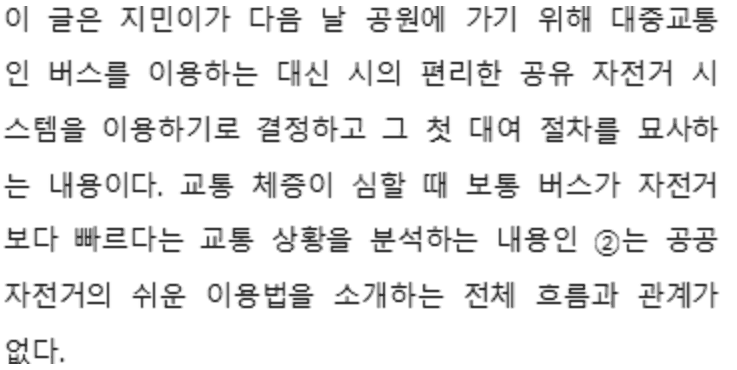 이 글은 지민이가 다음 날 공원에 가기 위해 대중교통
인 버스를 이용하는 대신 시의 편리한 공유 자전거 시
스템을 이용하기로 결정하고 그 첫 대여 절차를 묘사하
는 내용이다. 교통 체증이 심할 때 보통 버스가 자전거
보다 빠르다는 교통 상황을 분석하는 내용인 ②는 공공
자전거의 쉬운 이용법을 소개하는 전체 흐름과 관계가
없다.